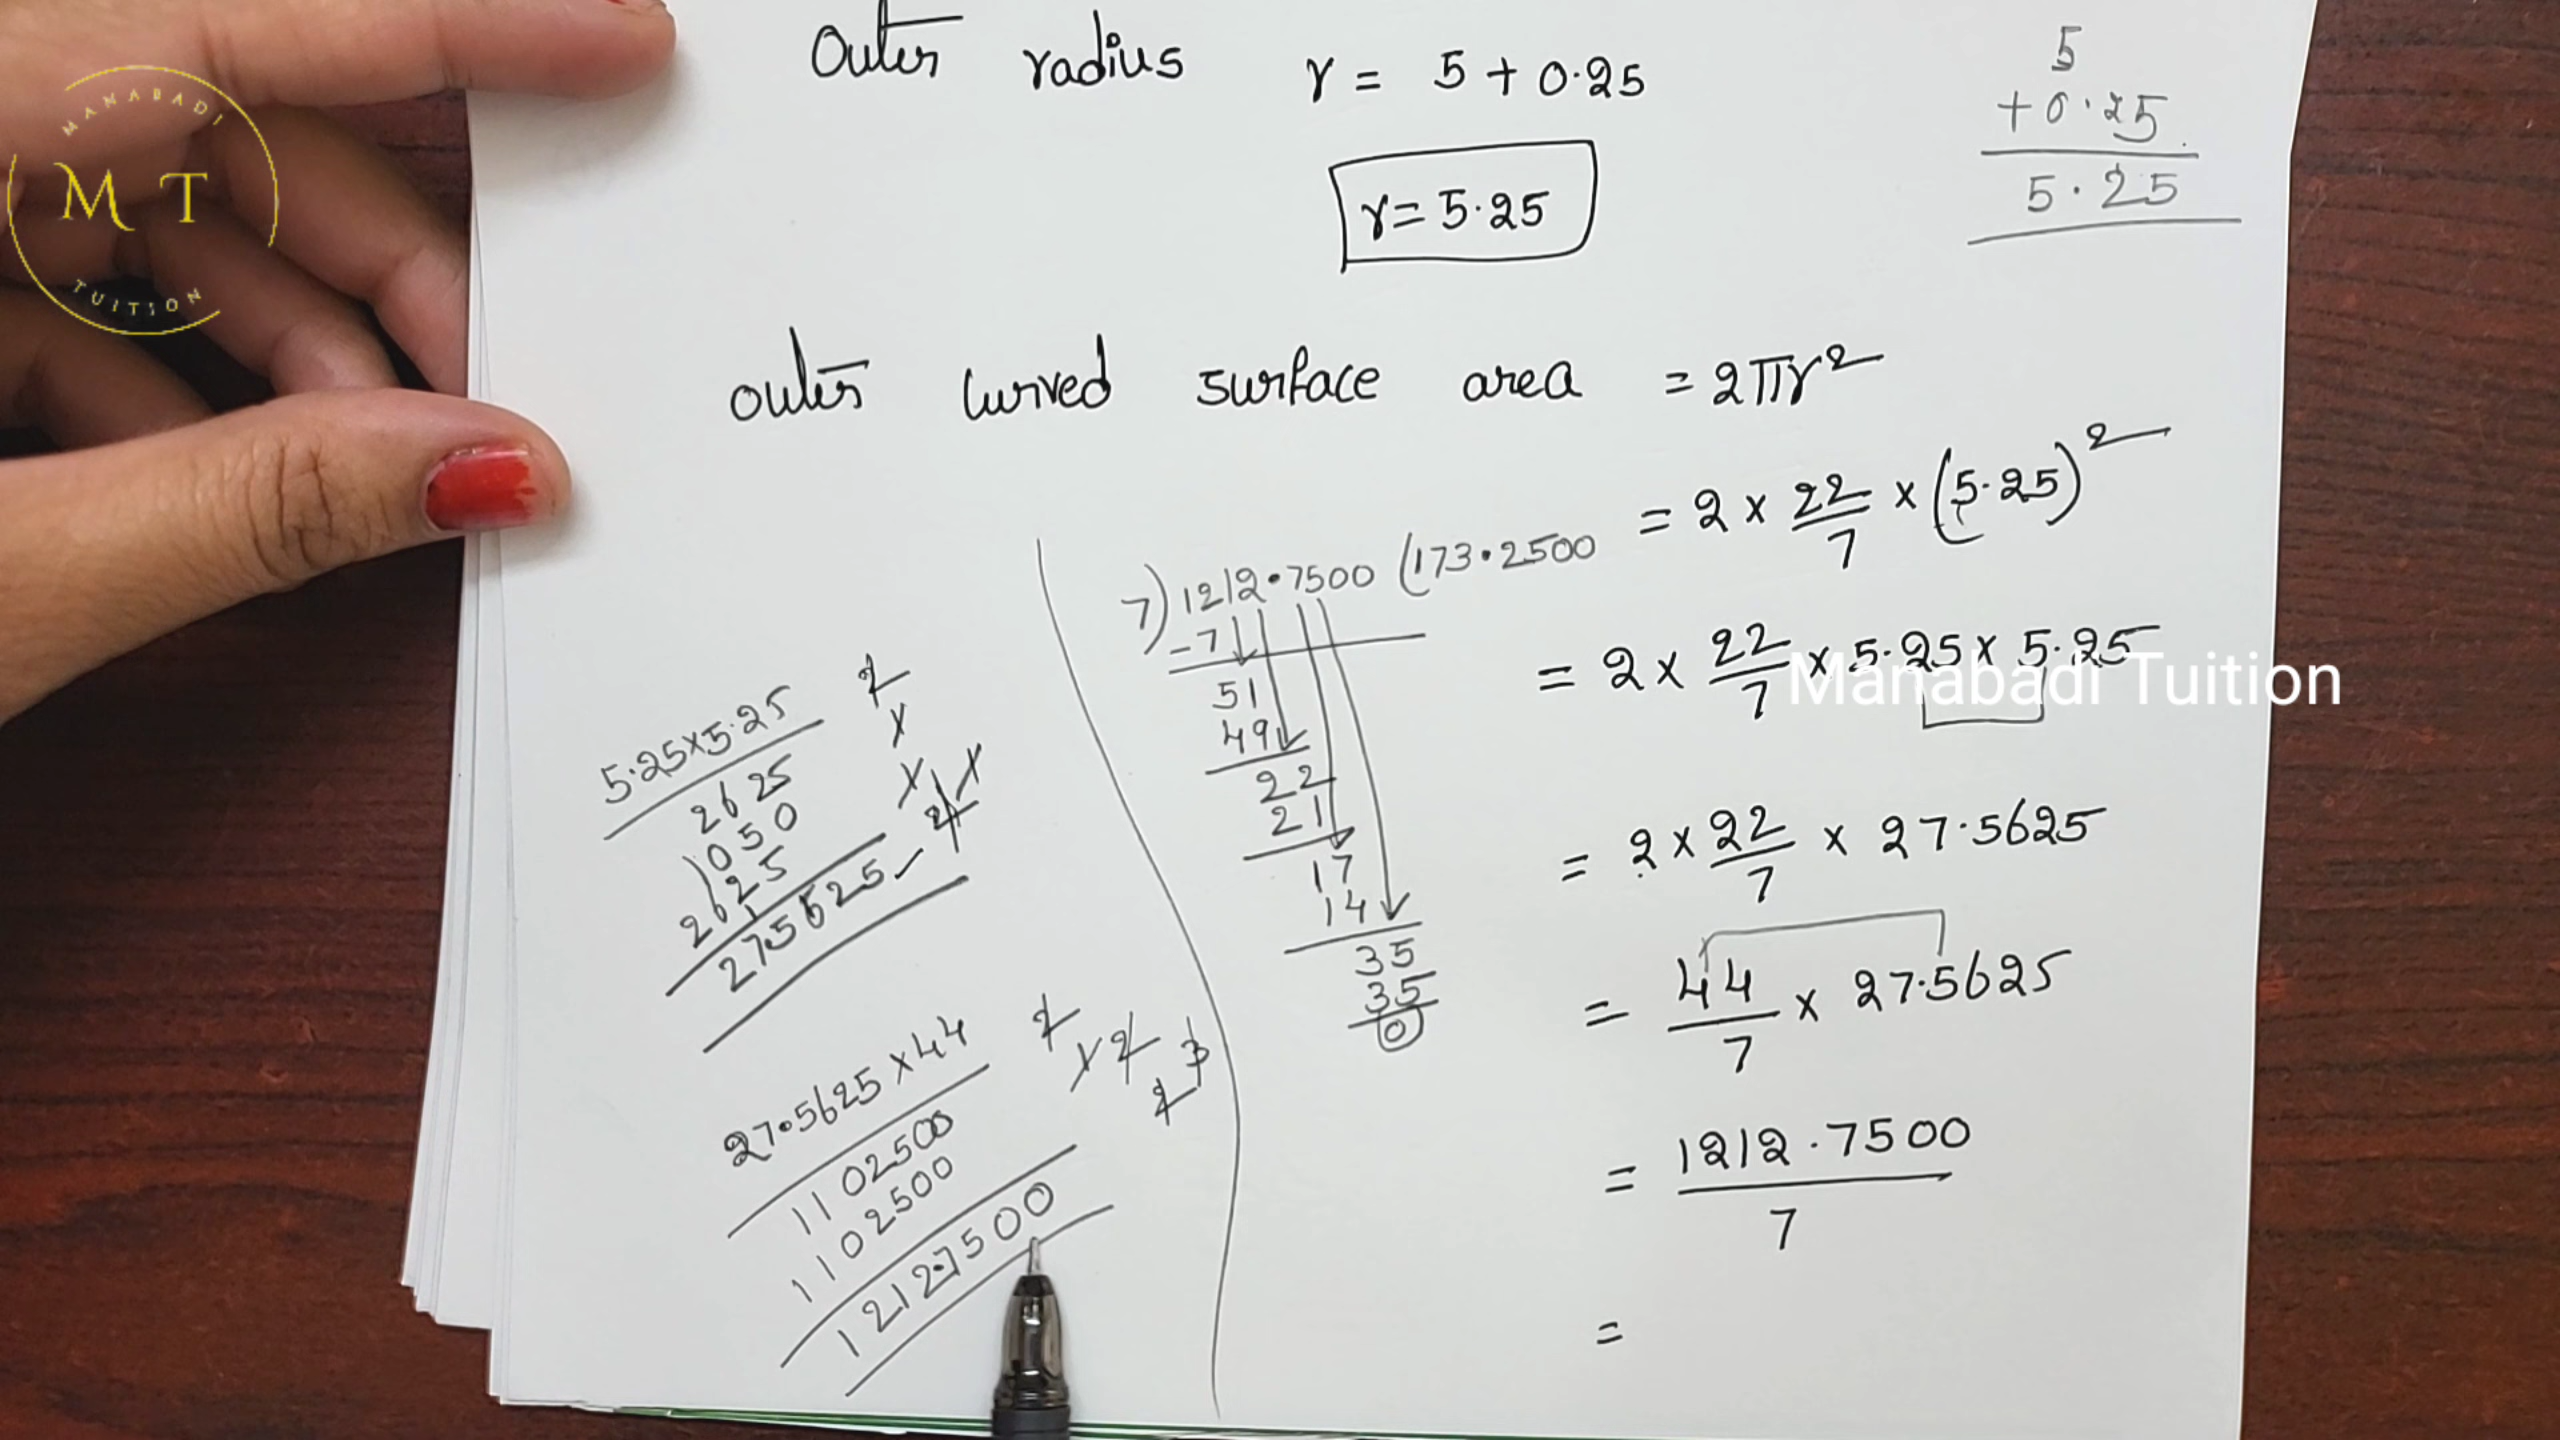 MANABADI
M T
TUITION
Outer radius r = 5 + 0.25
r = 5.25
5
+0.25
5.25
outer curved surface area = 2πr²
= 2 × 22/7 × (5.25)²
= 2 × 22/7 × 5.25 × 5.25
Manabadi Tuition
= 2 × 22/7 × 27.5625
= 44/7 × 27.5625
= 1212.7500/7
=
7)1212.7500(173.2500
-7
51
49
22
21
17
14
35
35
0
5.25×5.25
2625
1050
2625
27.5625
27.5625×44
1102500
1102500
1212.7500